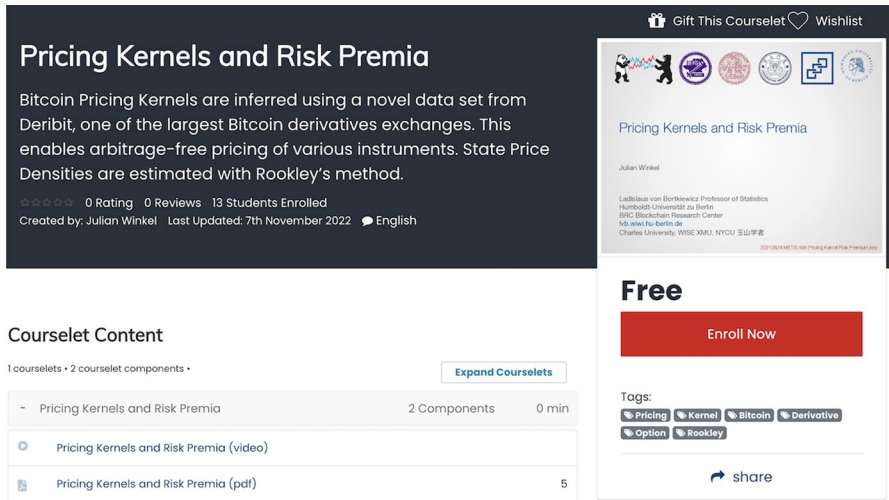 Gift This Courselet Wishlist
Pricing Kernels and Risk Premia
Bitcoin Pricing Kernels are inferred using a novel data set from
Deribit, one of the largest Bitcoin derivatives exchanges. This
enables arbitrage-free pricing of various instruments. State Price
Densities are estimated with Rookley's method.
0 Rating 0 Reviews 13 Students Enrolled
Created by: Julian Winkel Last Updated: 7th November 2022 English
Pricing Kernels and Risk Premia
Julian Winkel
Ladislaus von Bortkiewicz Professor of Statistics
Humboldt-Universität zu Berlin
BRC Blockchain Research Center
lvb.wiwi.hu-berlin.de
Charles University, WISE XMU, NYCU 玉山学者
Free
Enroll Now
Tags:
Pricing Kernel Bitcoin Derivative
Option Rookley
share
Courselet Content
1 courselets • 2 courselet components •
Expand Courselets
- Pricing Kernels and Risk Premia 2 Components 0 min
Pricing Kernels and Risk Premia (video)
Pricing Kernels and Risk Premia (pdf) 5